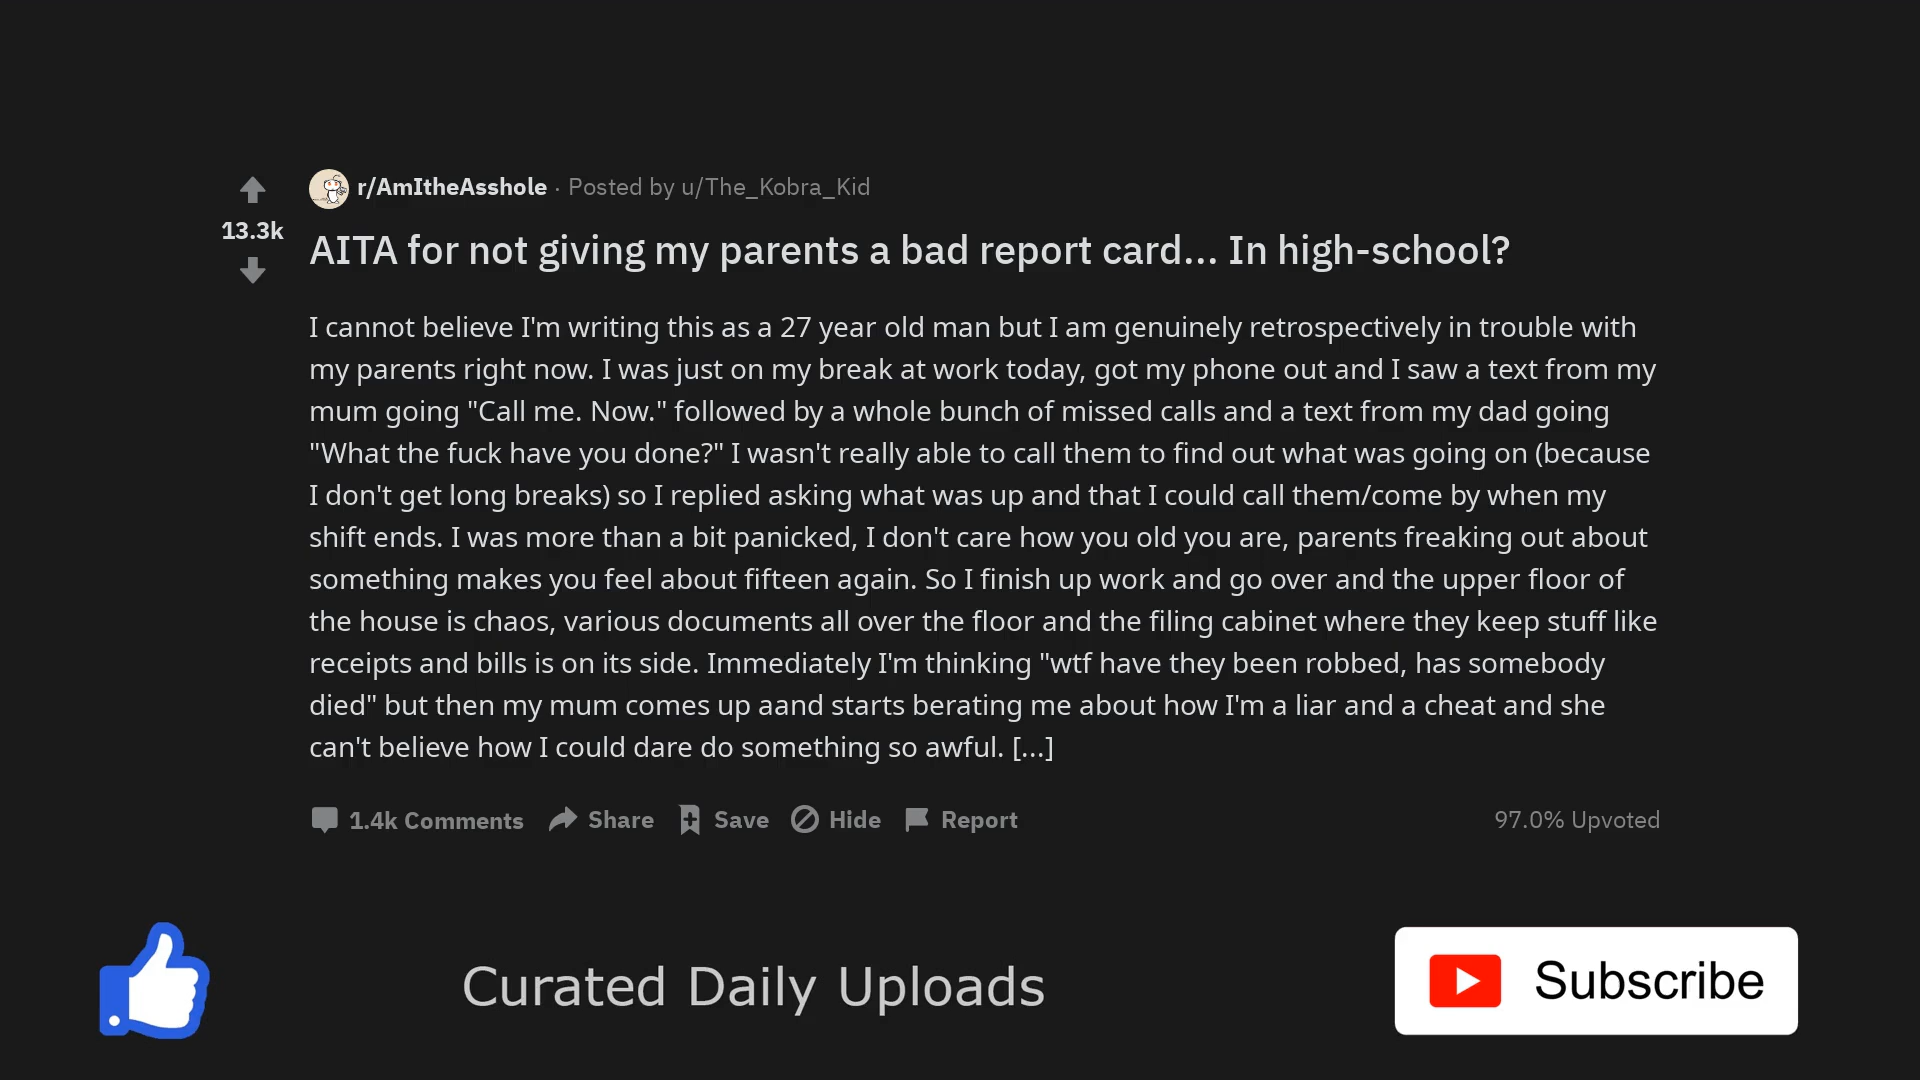 r/AmItheAsshole · Posted by u/The_Kobra_Kid
13.3k
AITA for not giving my parents a bad report card... In high-school?
I cannot believe I'm writing this as a 27 year old man but I am genuinely retrospectively in trouble with
my parents right now. I was just on my break at work today, got my phone out and I saw a text from my
mum going "Call me. Now." followed by a whole bunch of missed calls and a text from my dad going
"What the fuck have you done?" I wasn't really able to call them to find out what was going on (because
I don't get long breaks) so I replied asking what was up and that I could call them/come by when my
shift ends. I was more than a bit panicked, I don't care how you old you are, parents freaking out about
something makes you feel about fifteen again. So I finish up work and go over and the upper floor of
the house is chaos, various documents all over the floor and the filing cabinet where they keep stuff like
receipts and bills is on its side. Immediately I'm thinking "wtf have they been robbed, has somebody
died" but then my mum comes up aand starts berating me about how I'm a liar and a cheat and she
can't believe how I could dare do something so awful. [...]
1.4k Comments Share Save Hide Report 97.0% Upvoted
Curated Daily Uploads
Subscribe